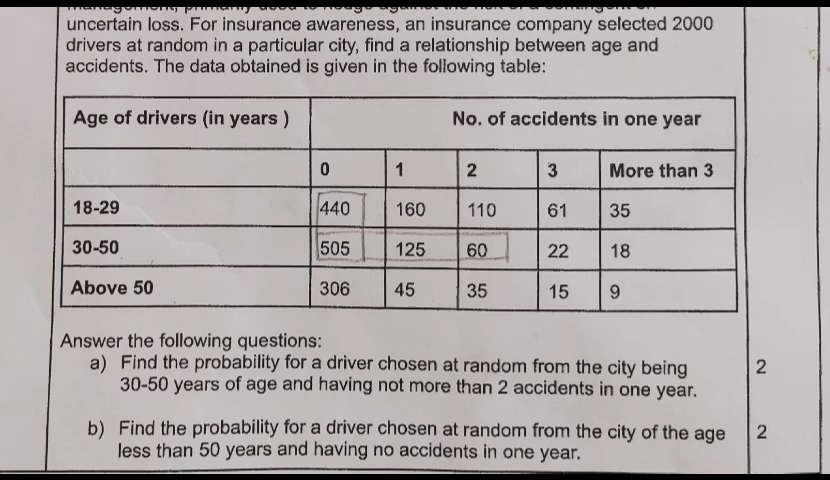 uncertain loss. For insurance awareness, an insurance company selected 2000
drivers at random in a particular city, find a relationship between age and
accidents. The data obtained is given in the following table:
Age of drivers (in years ) No. of accidents in one year
0 1 2 3 More than 3
18-29 440 160 110 61 35
30-50 505 125 60 22 18
Above 50 306 45 35 15 9
Answer the following questions:
a) Find the probability for a driver chosen at random from the city being 2
30-50 years of age and having not more than 2 accidents in one year.
b) Find the probability for a driver chosen at random from the city of the age 2
less than 50 years and having no accidents in one year.